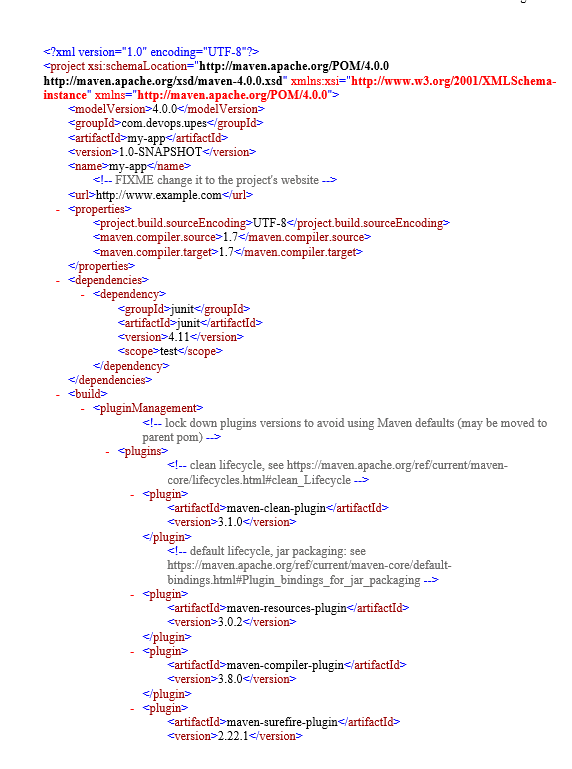 <?xml version="1.0" encoding="UTF-8"?>
<project xsi:schemaLocation="http://maven.apache.org/POM/4.0.0
http://maven.apache.org/xsd/maven-4.0.0.xsd" xmlns:xsi="http://www.w3.org/2001/XMLSchema-
instance" xmlns="http://maven.apache.org/POM/4.0.0">
<modelVersion>4.0.0</modelVersion>
<groupId>com.devops.upes</groupId>
<artifactId>my-app</artifactId>
<version>1.0-SNAPSHOT</version>
<name>my-app</name>
<!-- FIXME change it to the project's website -->
<url>http://www.example.com</url>
- <properties>
<project.build.sourceEncoding>UTF-8</project.build.sourceEncoding>
<maven.compiler.source>1.7</maven.compiler.source>
<maven.compiler.target>1.7</maven.compiler.target>
</properties>
- <dependencies>
- <dependency>
<groupId>junit</groupId>
<artifactId>junit</artifactId>
<version>4.11</version>
<scope>test</scope>
</dependency>
</dependencies>
- <build>
- <pluginManagement>
<!-- lock down plugins versions to avoid using Maven defaults (may be moved to
parent pom) -->
- <plugins>
<!-- clean lifecycle, see https://maven.apache.org/ref/current/maven-
core/lifecycles.html#clean_Lifecycle -->
- <plugin>
<artifactId>maven-clean-plugin</artifactId>
<version>3.1.0</version>
</plugin>
<!-- default lifecycle, jar packaging: see
https://maven.apache.org/ref/current/maven-core/default-
bindings.html#Plugin_bindings_for_jar_packaging -->
- <plugin>
<artifactId>maven-resources-plugin</artifactId>
<version>3.0.2</version>
</plugin>
- <plugin>
<artifactId>maven-compiler-plugin</artifactId>
<version>3.8.0</version>
</plugin>
- <plugin>
<artifactId>maven-surefire-plugin</artifactId>
<version>2.22.1</version>